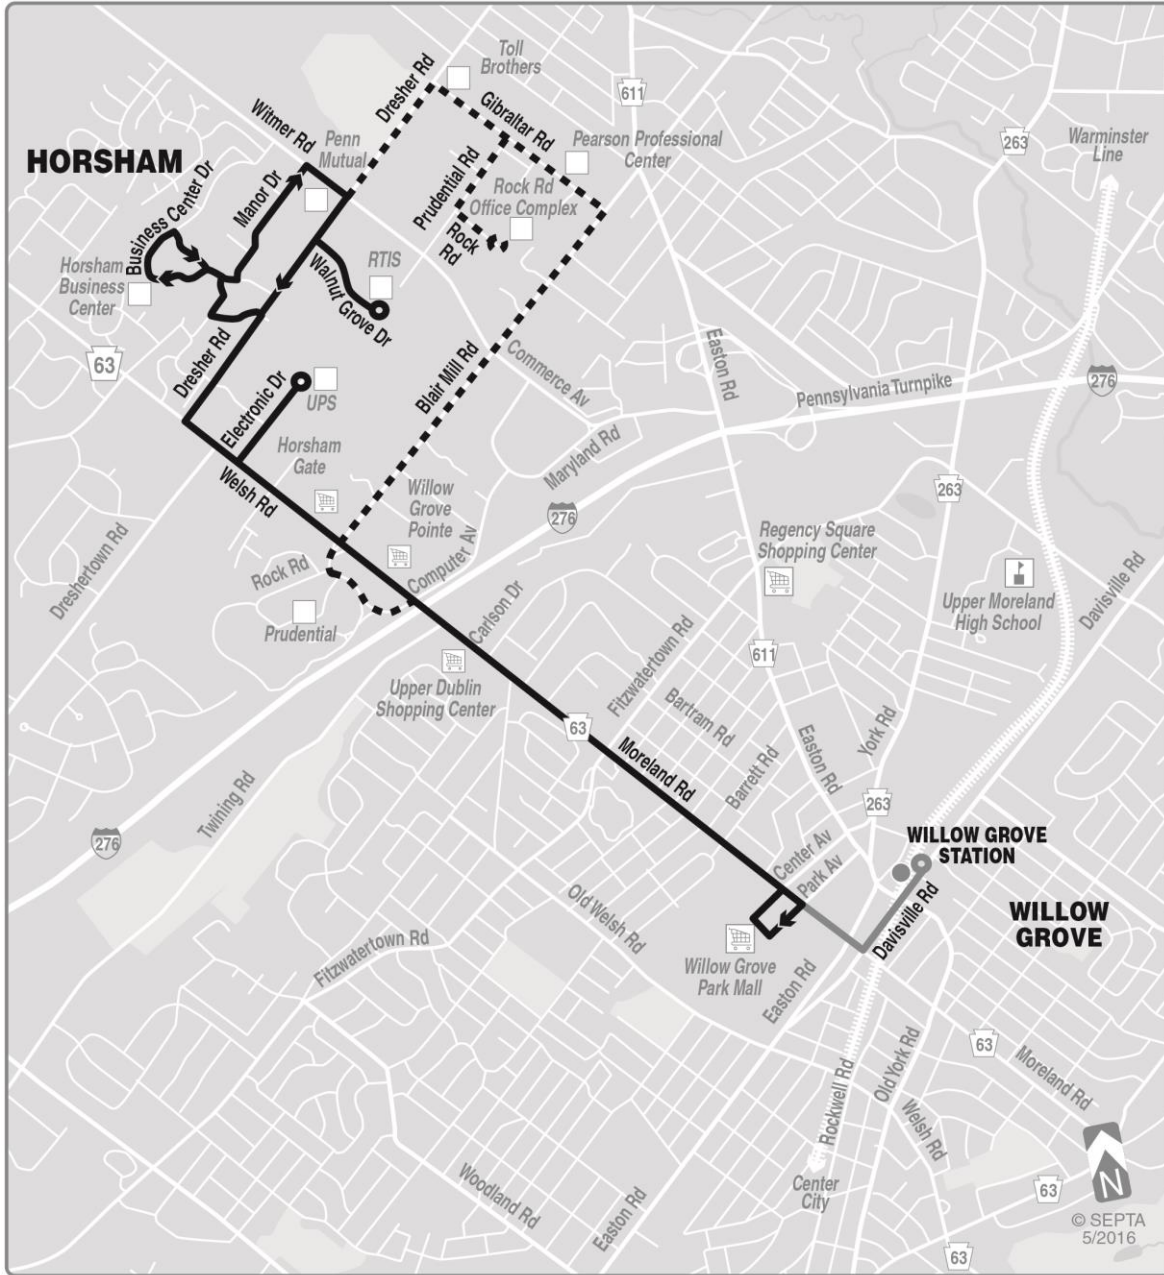 Toll
Brothers
Dresher Rd
Gibraltar Rd
611
Witmer Rd
Penn
Mutual
Pearson Professional
Center
263
Warminster
Line
HORSHAM
Business Center Dr
Manor Dr
Prudential Rd
Rock Rd
Office Complex
Rock
Rd
Horsham
Business
Center
RTIS
Walnut Grove Dr
63
Dresher Rd
Electronic Dr
UPS
Blair Mill Rd
Commerce Av
Easton Rd
Pennsylvania Turnpike
276
Horsham
Gate
Welsh Rd
Maryland Rd
Willow
Grove
Pointe
276
263
Computer Av
Regency Square
Shopping Center
Dreshertown Rd
Rock Rd
Prudential
Carlson Dr
Upper Moreland
High School
Davisville Rd
611
Upper Dublin
Shopping Center
Fitzwatertown Rd
Bartram Rd
63
Moreland Rd
Barrett Rd
Easton Rd
York Rd
Twining Rd
276
263
WILLOW GROVE
STATION
Center Av
Park Av
Old Welsh Rd
Davisville Rd
WILLOW
GROVE
Willow Grove
Park Mall
Easton Rd
Fitzwatertown Rd
63
Moreland Rd
Rockwell Rd
Old York Rd
Welsh Rd
Woodland Rd
Easton Rd
Center
City
63
N
© SEPTA
5/2016
63